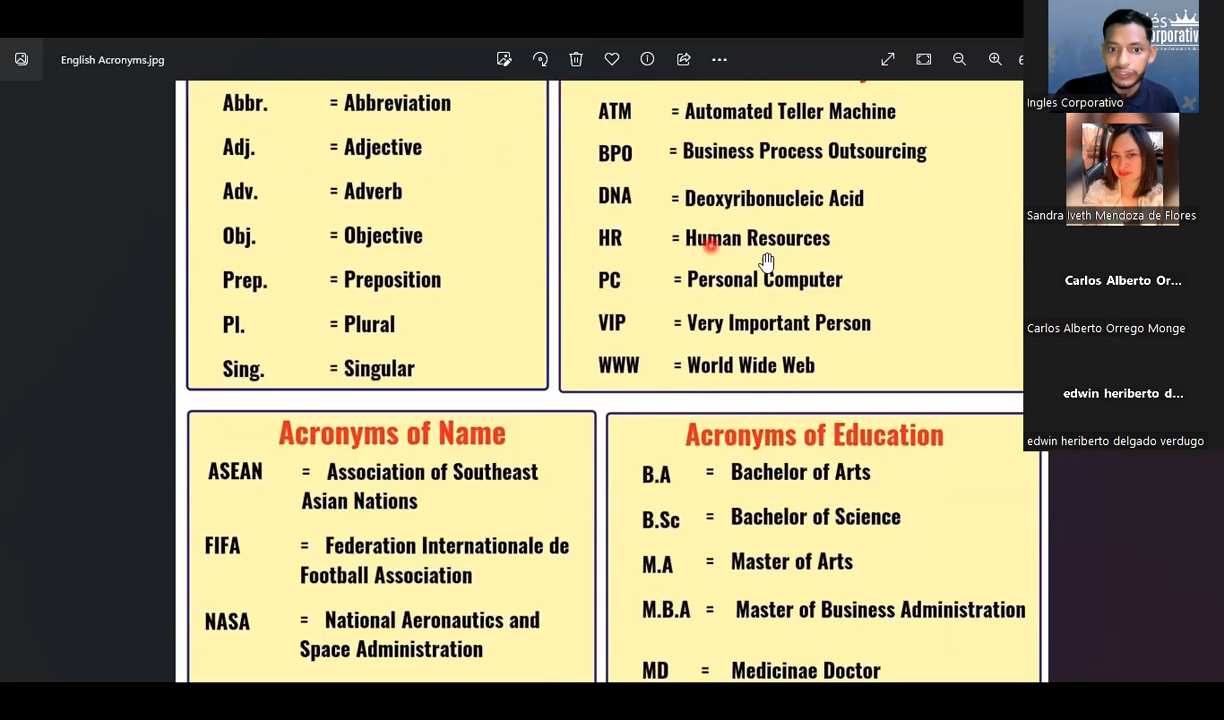 English Acronyms.jpg
Abbr. = Abbreviation
Adj. = Adjective
Adv. = Adverb
Obj. = Objective
Prep. = Preposition
Pl. = Plural
Sing. = Singular
ATM = Automated Teller Machine
BPO = Business Process Outsourcing
DNA = Deoxyribonucleic Acid
HR = Human Resources
PC = Personal Computer
VIP = Very Important Person
WWW = World Wide Web
Acronyms of Name
ASEAN = Association of Southeast
Asian Nations
FIFA = Federation Internationale de
Football Association
NASA = National Aeronautics and
Space Administration
Acronyms of Education
B.A = Bachelor of Arts
B.Sc = Bachelor of Science
M.A = Master of Arts
M.B.A = Master of Business Administration
MD = Medicinae Doctor
Ingles Corporativo
Sandra Iveth Mendoza de Flores
Carlos Alberto Or...
Carlos Alberto Orrego Monge
edwin heriberto d...
edwin heriberto delgado verdugo